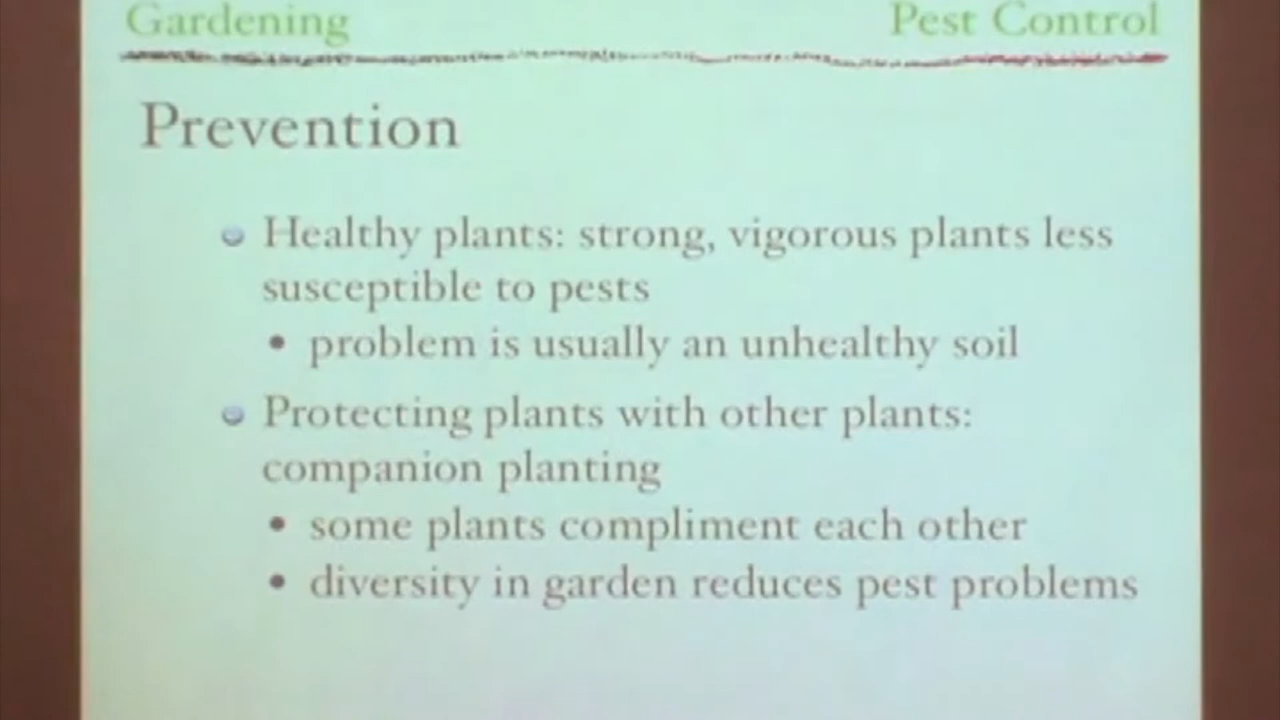 Gardening Pest Control
Prevention
Healthy plants: strong, vigorous plants less
susceptible to pests
• problem is usually an unhealthy soil
Protecting plants with other plants:
companion planting
• some plants compliment each other
• diversity in garden reduces pest problems